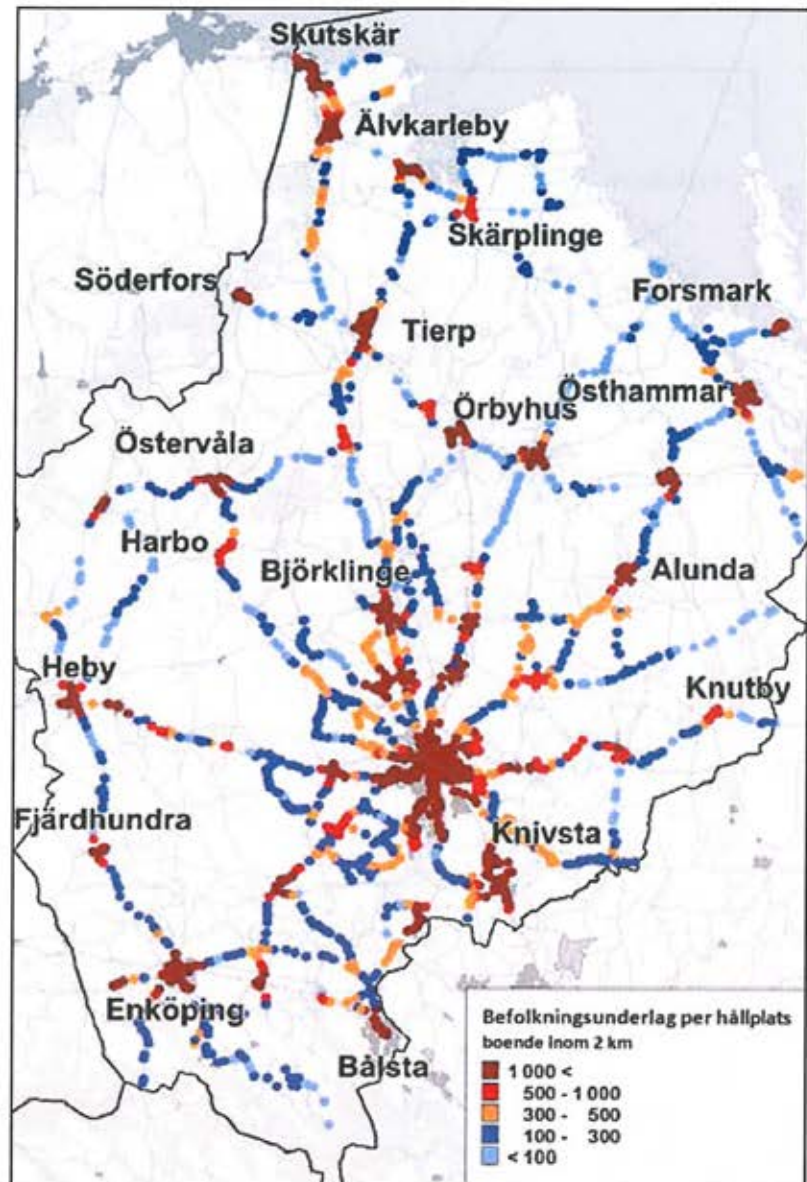 Skutskär
Älvkarleby
Skärplinge
Söderfors
Forsmark
Tierp
Örbyhus
Östhammar
Östervåla
Harbo
Björklinge
Alunda
Heby
Knutby
Fjärdhundra
Knivsta
Enköping
Bålsta
Befolkningsunderlag per hållplats
boende inom 2 km
1 000 <
500 - 1 000
300 - 500
100 - 300
< 100